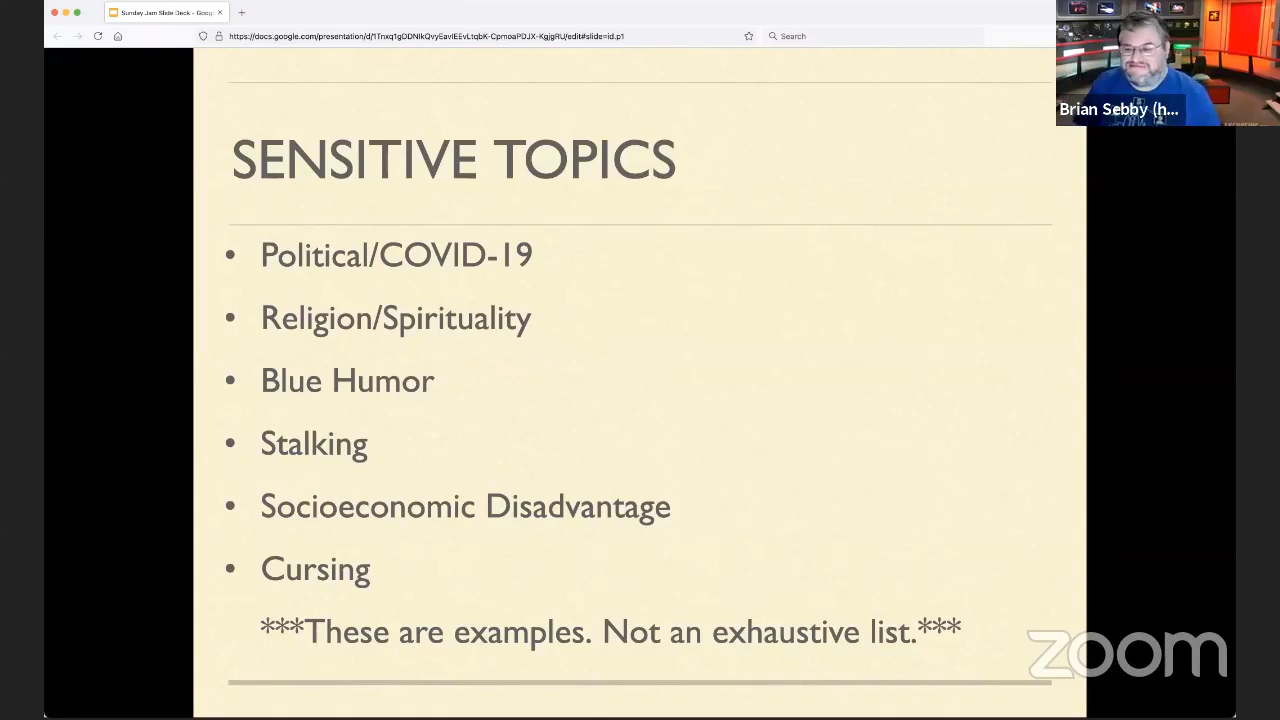 Sunday Jam Slide Deck - Goog
Search
Brian Sebby (h...
SENSITIVE TOPICS
• Political/COVID-19
• Religion/Spirituality
• Blue Humor
• Stalking
• Socioeconomic Disadvantage
• Cursing
***These are examples. Not an exhaustive list.***
zoom